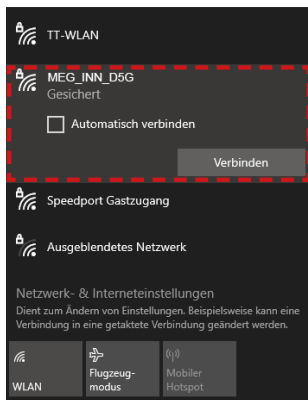 TT-WLAN
MEG_INN_D5G
Gesichert
Automatisch verbinden
Verbinden
Speedport Gastzugang
Ausgeblendetes Netzwerk
Netzwerk- & Interneteinstellungen
Dient zum Ändern von Einstellungen. Beispielsweise kann eine
Verbindung in eine getaktete Verbindung geändert werden.
WLAN
Flugzeug-
modus
Mobiler
Hotspot